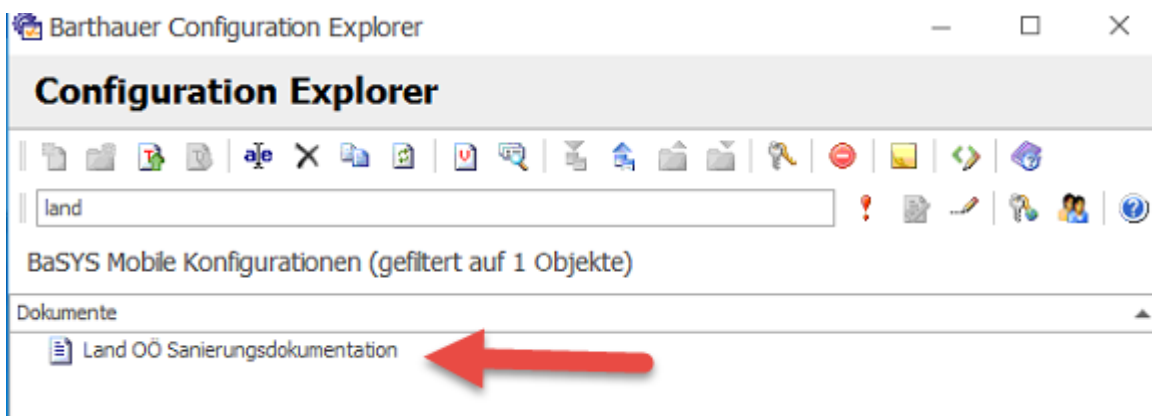 Barthauer Configuration Explorer
Configuration Explorer
land
BaSYS Mobile Konfigurationen (gefiltert auf 1 Objekte)
Dokumente
Land OÖ Sanierungsdokumentation